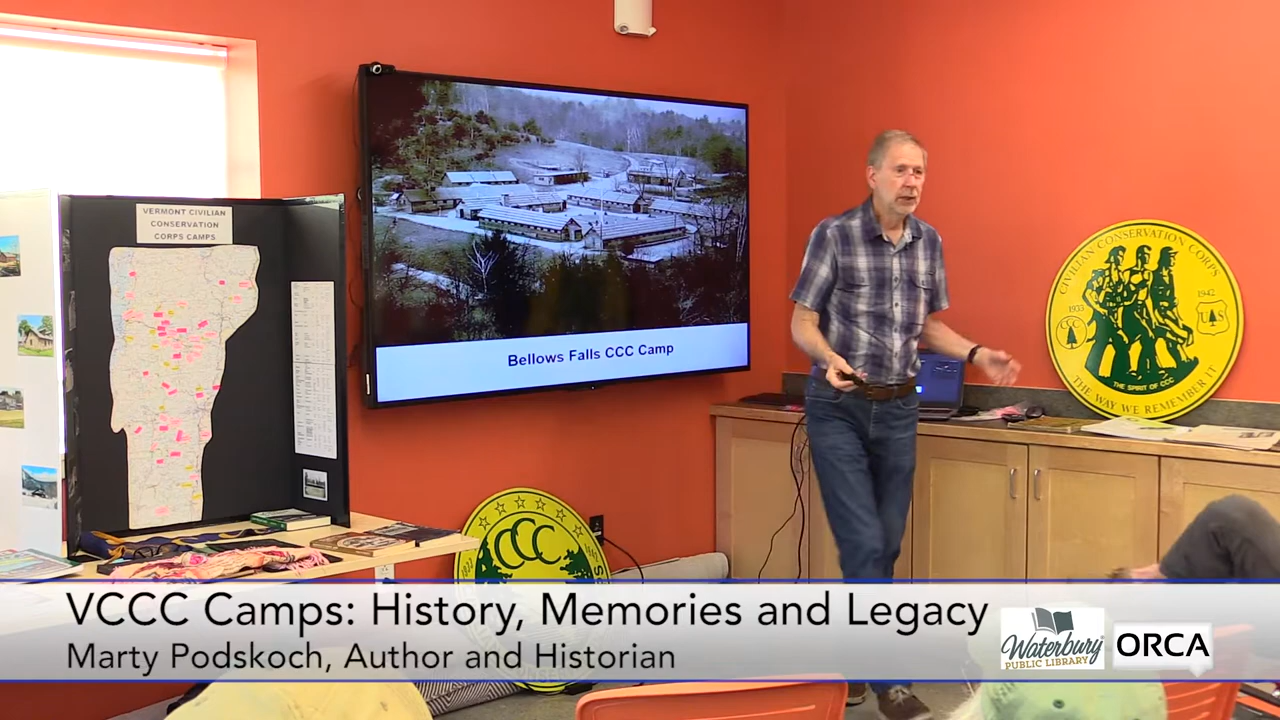 VERMONT CIVILIAN
CONSERVATION
CORPS CAMPS
Bellows Falls CCC Camp
CIVILIAN CONSERVATION CORPS
1933
1942
CCC
U S
THE SPIRIT OF CCC
THE WAY WE REMEMBER IT
CCC
VCCC Camps: History, Memories and Legacy
Marty Podskoch, Author and Historian
Waterbury
PUBLIC LIBRARY
ORCA